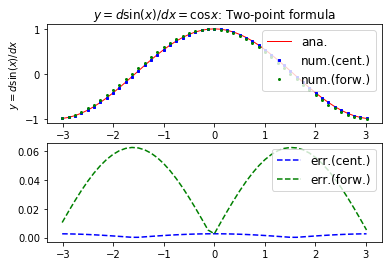 y = dsin(x)/dx = cosx: Two-point formula
y = dsin(x)/dx
1
0
−1
ana.
num.(cent.)
num.(forw.)
−3 −2 −1 0 1 2 3
0.06
0.04
0.02
0.00
err.(cent.)
err.(forw.)
−3 −2 −1 0 1 2 3